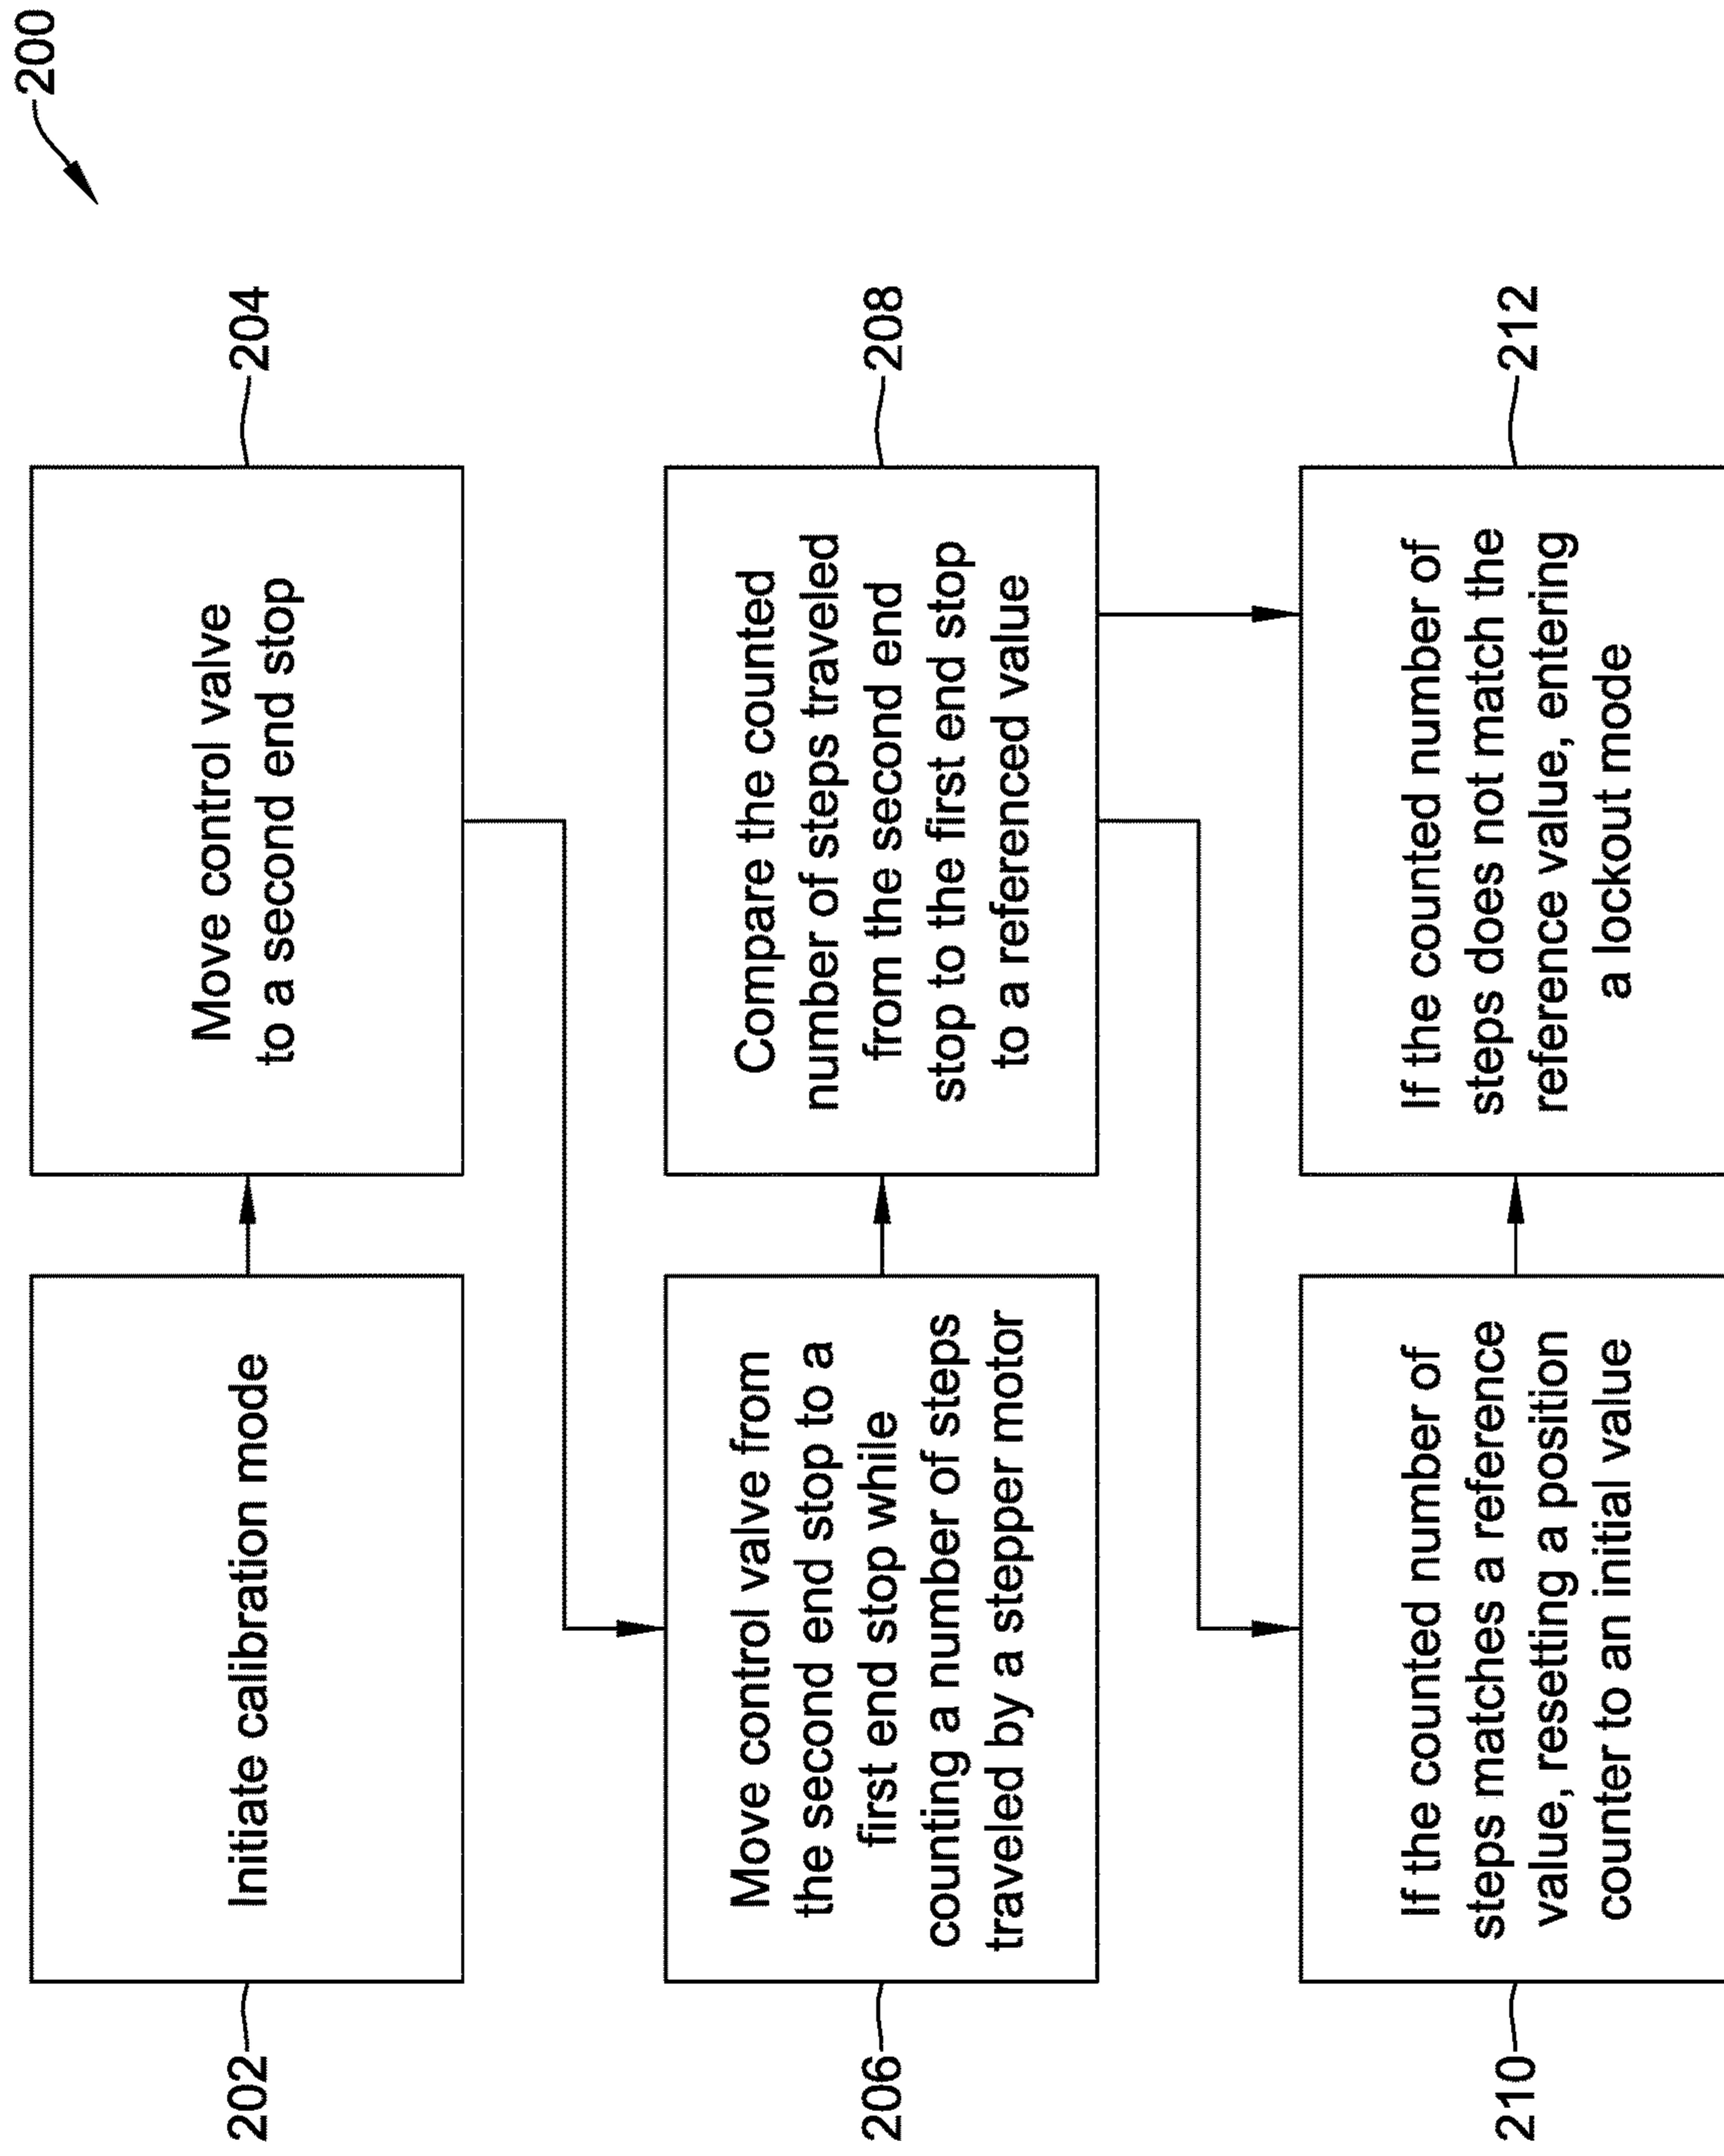 200
202
Initiate calibration mode
204
Move control valve
to a second end stop
206
Move control valve from
the second end stop to a
first end stop while
counting a number of steps
traveled by a stepper motor
208
Compare the counted
number of steps traveled
from the second end
stop to the first end stop
to a referenced value
210
If the counted number of
steps matches a reference
value, resetting a position
counter to an initial value
212
If the counted number of
steps does not match the
reference value, entering
a lockout mode